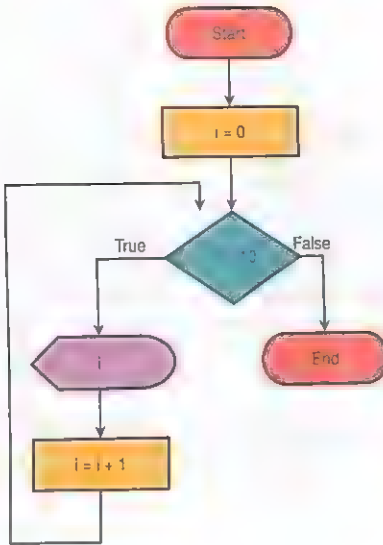 Start
i = 0
True
False
i
End
i = i + 1